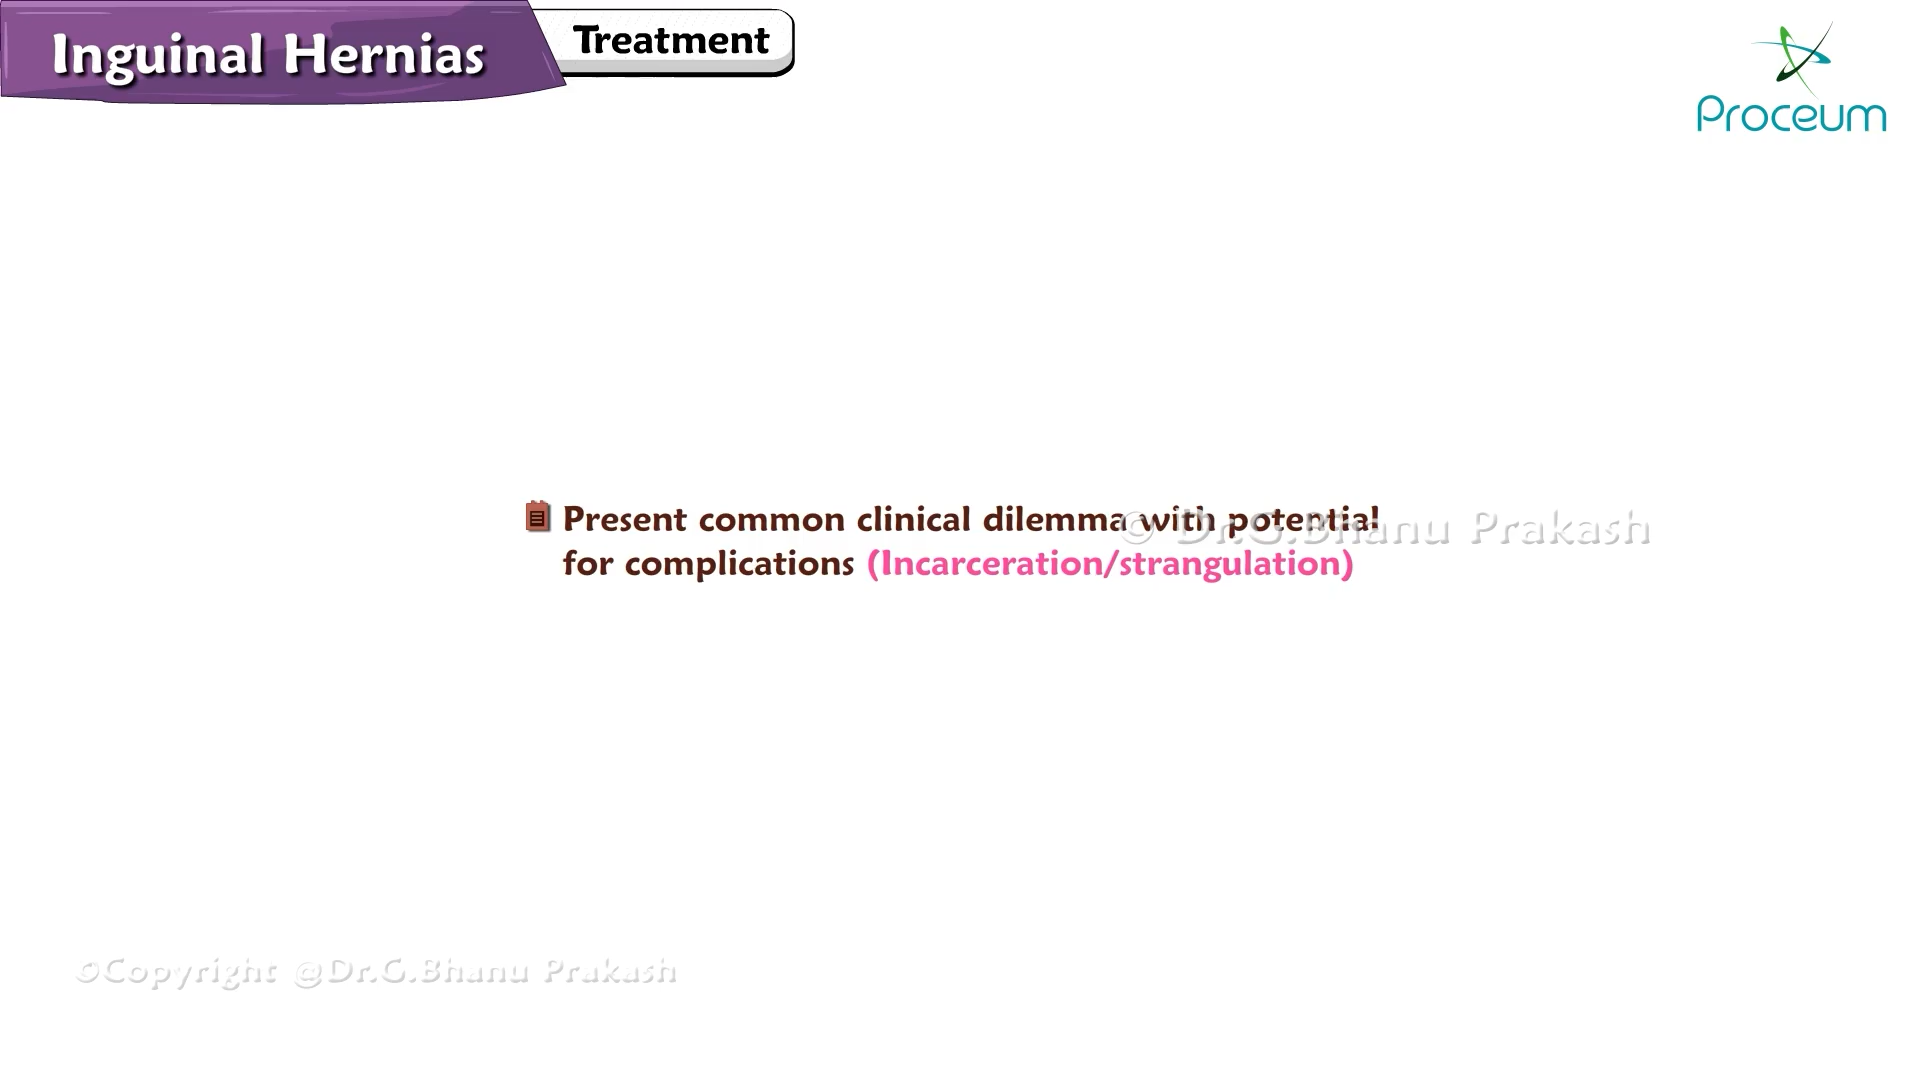 Inguinal Hernias
Treatment
Proceum
Present common clinical dilemma with potential
© Dr.G.Bhanu Prakash
for complications (Incarceration/strangulation)
©Copyright @Dr.G.Bhanu Prakash